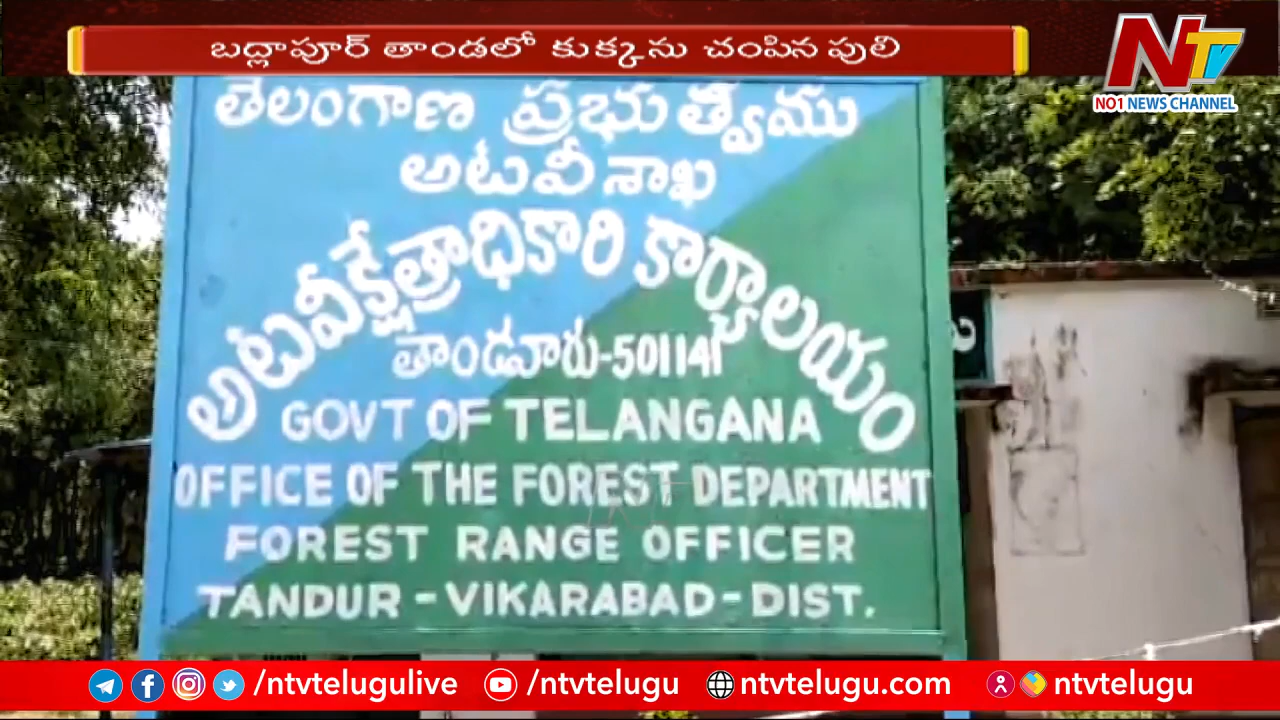 బద్లాపూర్ తాండలో కుక్కను చంపిన పులి
NTV
NO1 NEWS CHANNEL
తెలంగాణ ప్రభుత్వము
అటవీశాఖ
అటవీక్షేత్రాధికారి కార్యాలయం
తాండూరు-501141
GOVT OF TELANGANA
OFFICE OF THE FOREST DEPARTMENT
FOREST RANGE OFFICER
TANDUR - VIKARABAD - DIST.
/ntvtelugulive /ntvtelugu ntvtelugu.com ntvtelugu